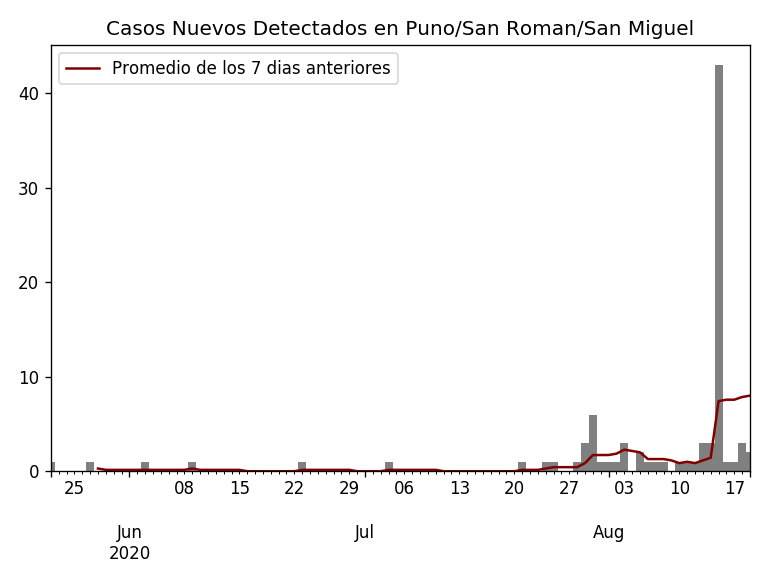 Casos Nuevos Detectados en Puno/San Roman/San Miguel
Promedio de los 7 dias anteriores
40
30
20
10
0
25 08 15 22 29 06 13 20 27 03 10 17
Jun Jul Aug
2020